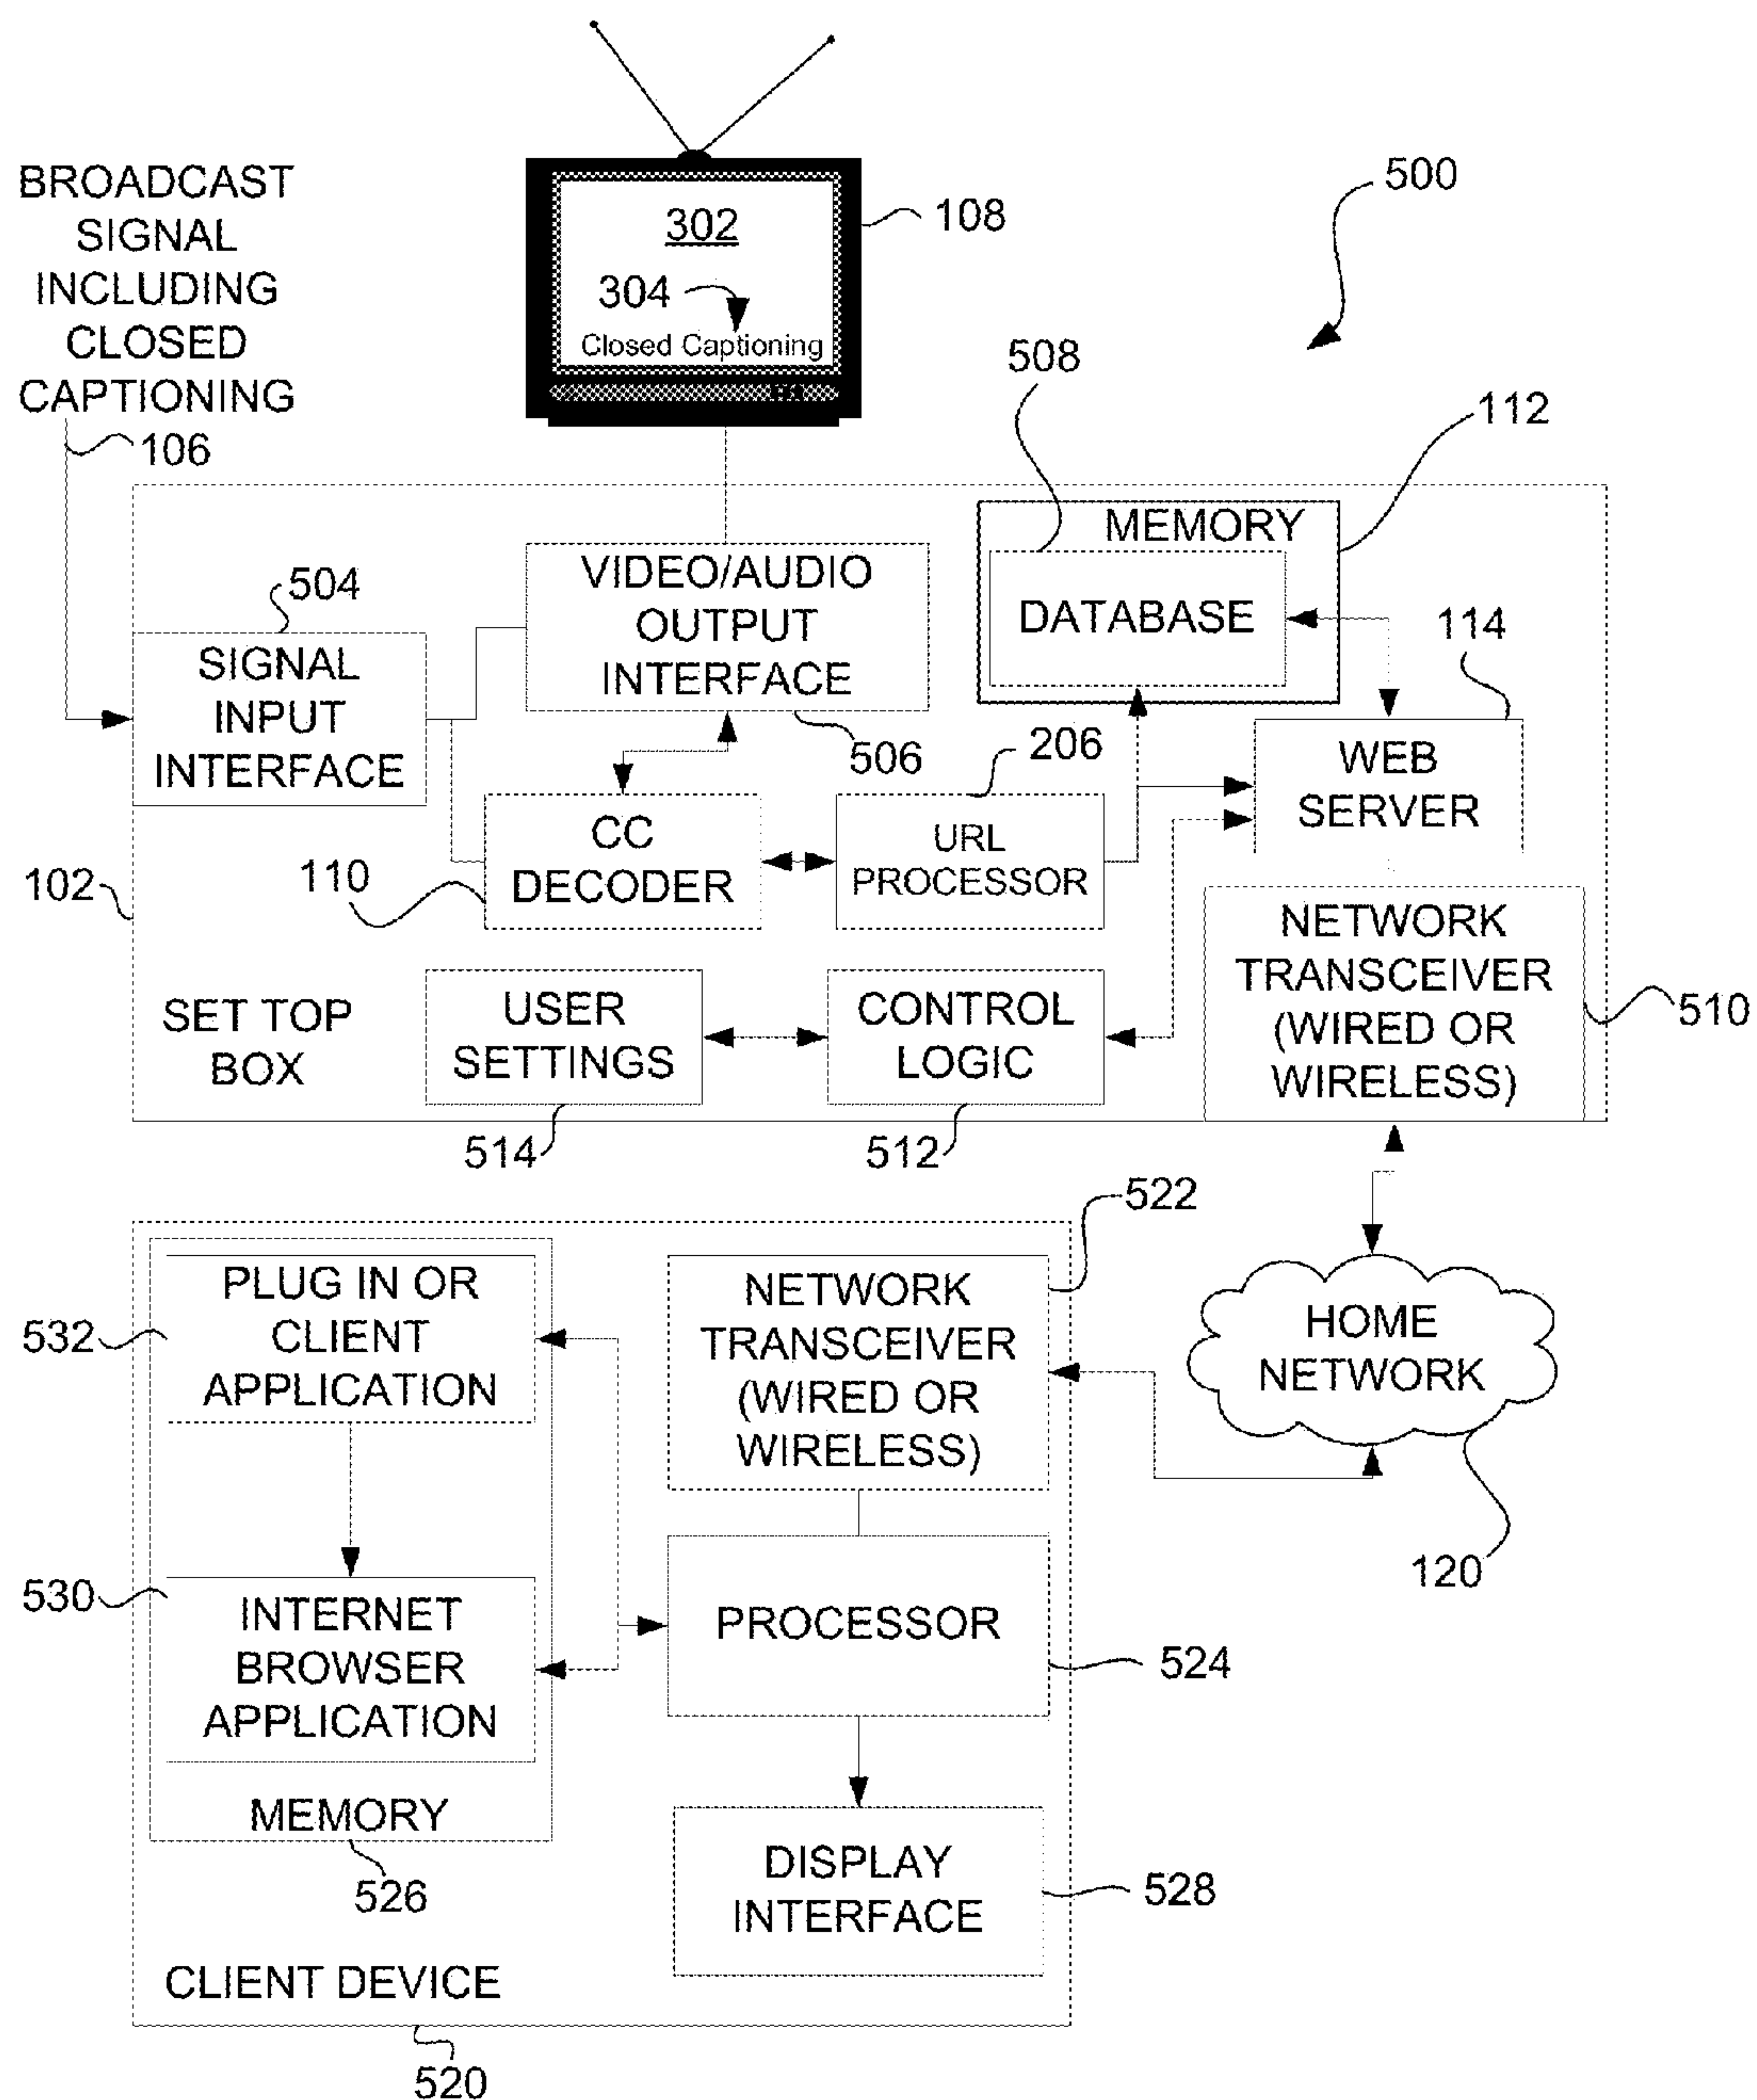 500
BROADCAST
SIGNAL
INCLUDING
CLOSED
CAPTIONING
106
302
304
Closed Captioning
108
508
112
MEMORY
DATABASE
VIDEO/AUDIO
OUTPUT
INTERFACE
506
504
SIGNAL
INPUT
INTERFACE
114
WEB
SERVER
206
URL
PROCESSOR
CC
DECODER
110
102
NETWORK
TRANSCEIVER
(WIRED OR
WIRELESS)
510
SET TOP
BOX
USER
SETTINGS
514
CONTROL
LOGIC
512
522
NETWORK
TRANSCEIVER
(WIRED OR
WIRELESS)
HOME
NETWORK
120
532
PLUG IN OR
CLIENT
APPLICATION
530
INTERNET
BROWSER
APPLICATION
MEMORY
526
PROCESSOR
524
DISPLAY
INTERFACE
528
CLIENT DEVICE
520